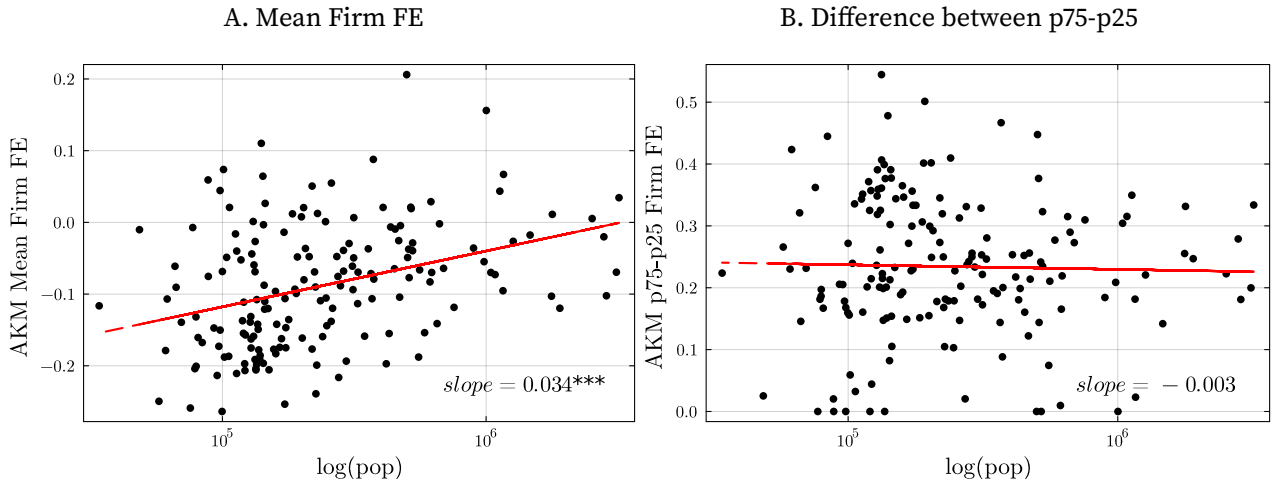 A. Mean Firm FE
AKM Mean Firm FE
0.2
0.1
0.0
−0.1
−0.2
slope = 0.034***
10^5
10^6
log(pop)
B. Difference between p75-p25
AKM p75-p25 Firm FE
0.5
0.4
0.3
0.2
0.1
0.0
slope = − 0.003
10^5
10^6
log(pop)